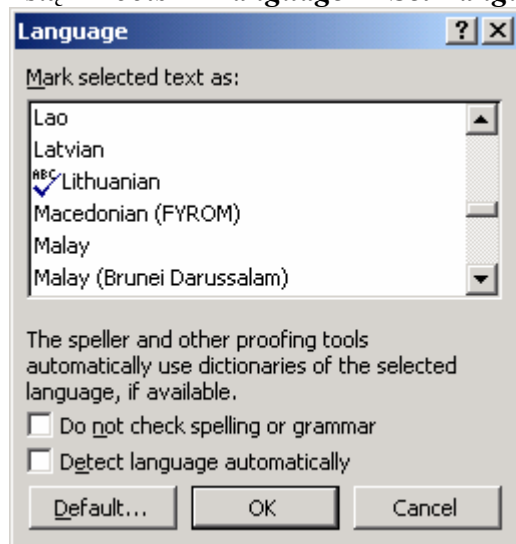 Language
Mark selected text as:
Lao
Latvian
ABC Lithuanian
Macedonian (FYROM)
Malay
Malay (Brunei Darussalam)
The speller and other proofing tools
automatically use dictionaries of the selected
language, if available.
Do not check spelling or grammar
Detect language automatically
Default... OK Cancel